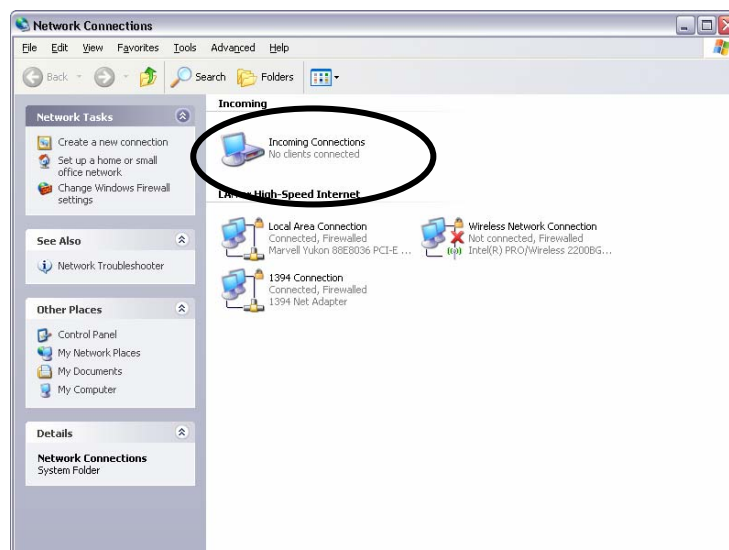 Network Connections
File Edit View Favorites Tools Advanced Help
Back Search Folders
Network Tasks
Create a new connection
Set up a home or small
office network
Change Windows Firewall
settings
See Also
Network Troubleshooter
Other Places
Control Panel
My Network Places
My Documents
My Computer
Details
Network Connections
System Folder
Incoming
Incoming Connections
No clients connected
High-Speed Internet
Local Area Connection
Connected, Firewalled
Marvell Yukon 88E8036 PCI-E ...
Wireless Network Connection
Not connected, Firewalled
Intel(R) PRO/Wireless 2200BG...
1394 Connection
Connected, Firewalled
1394 Net Adapter